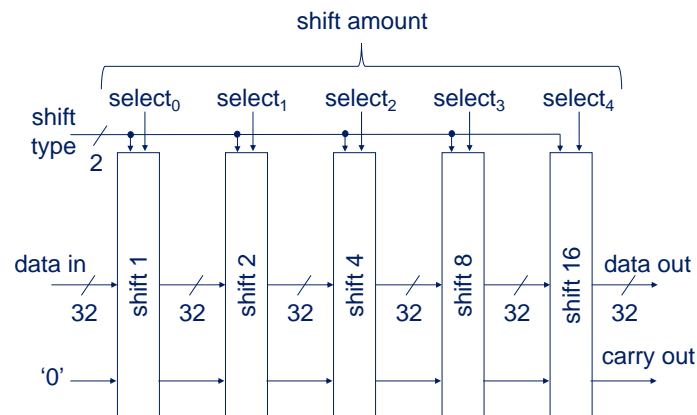 shift amount
select₀ select₁ select₂ select₃ select₄
shift
type
2
shift 1
shift 2
shift 4
shift 8
shift 16
data in
data out
32 32 32 32 32 32
carry out
'0'